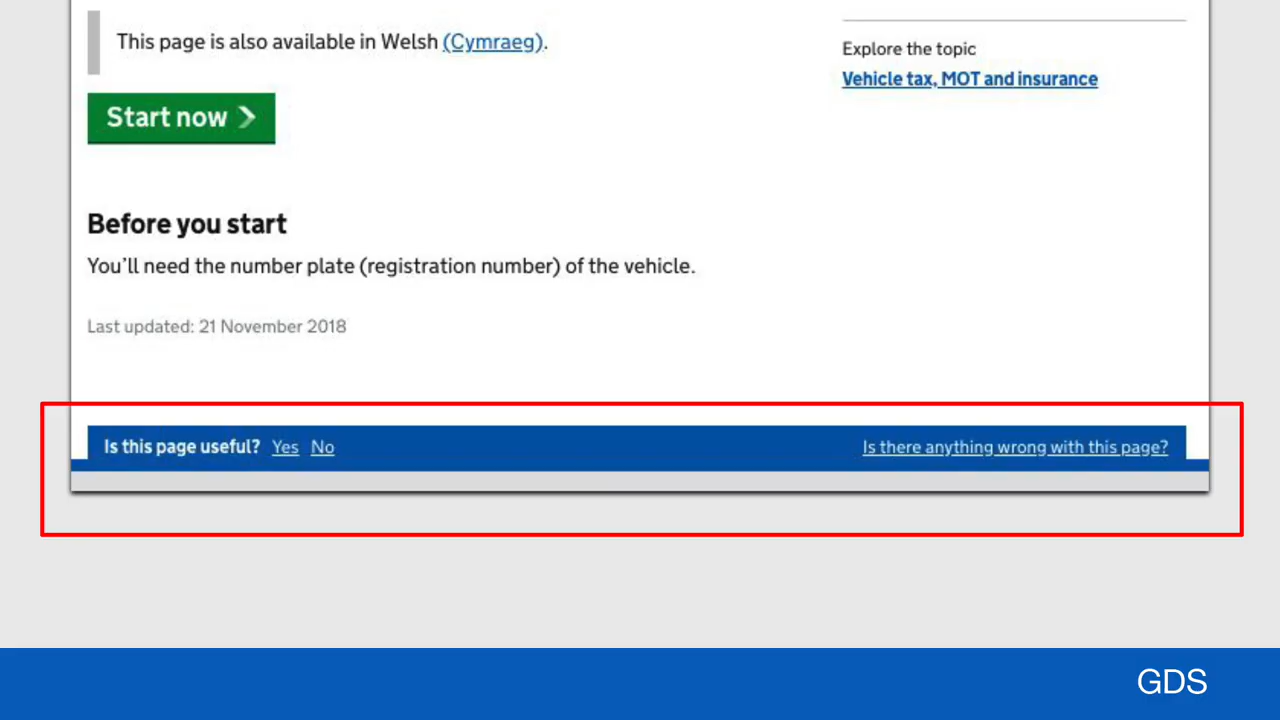 This page is also available in Welsh (Cymraeg).
Start now
Before you start
You’ll need the number plate (registration number) of the vehicle.
Last updated: 21 November 2018
Explore the topic
Vehicle tax, MOT and insurance
Is this page useful? Yes No
Is there anything wrong with this page?
GDS